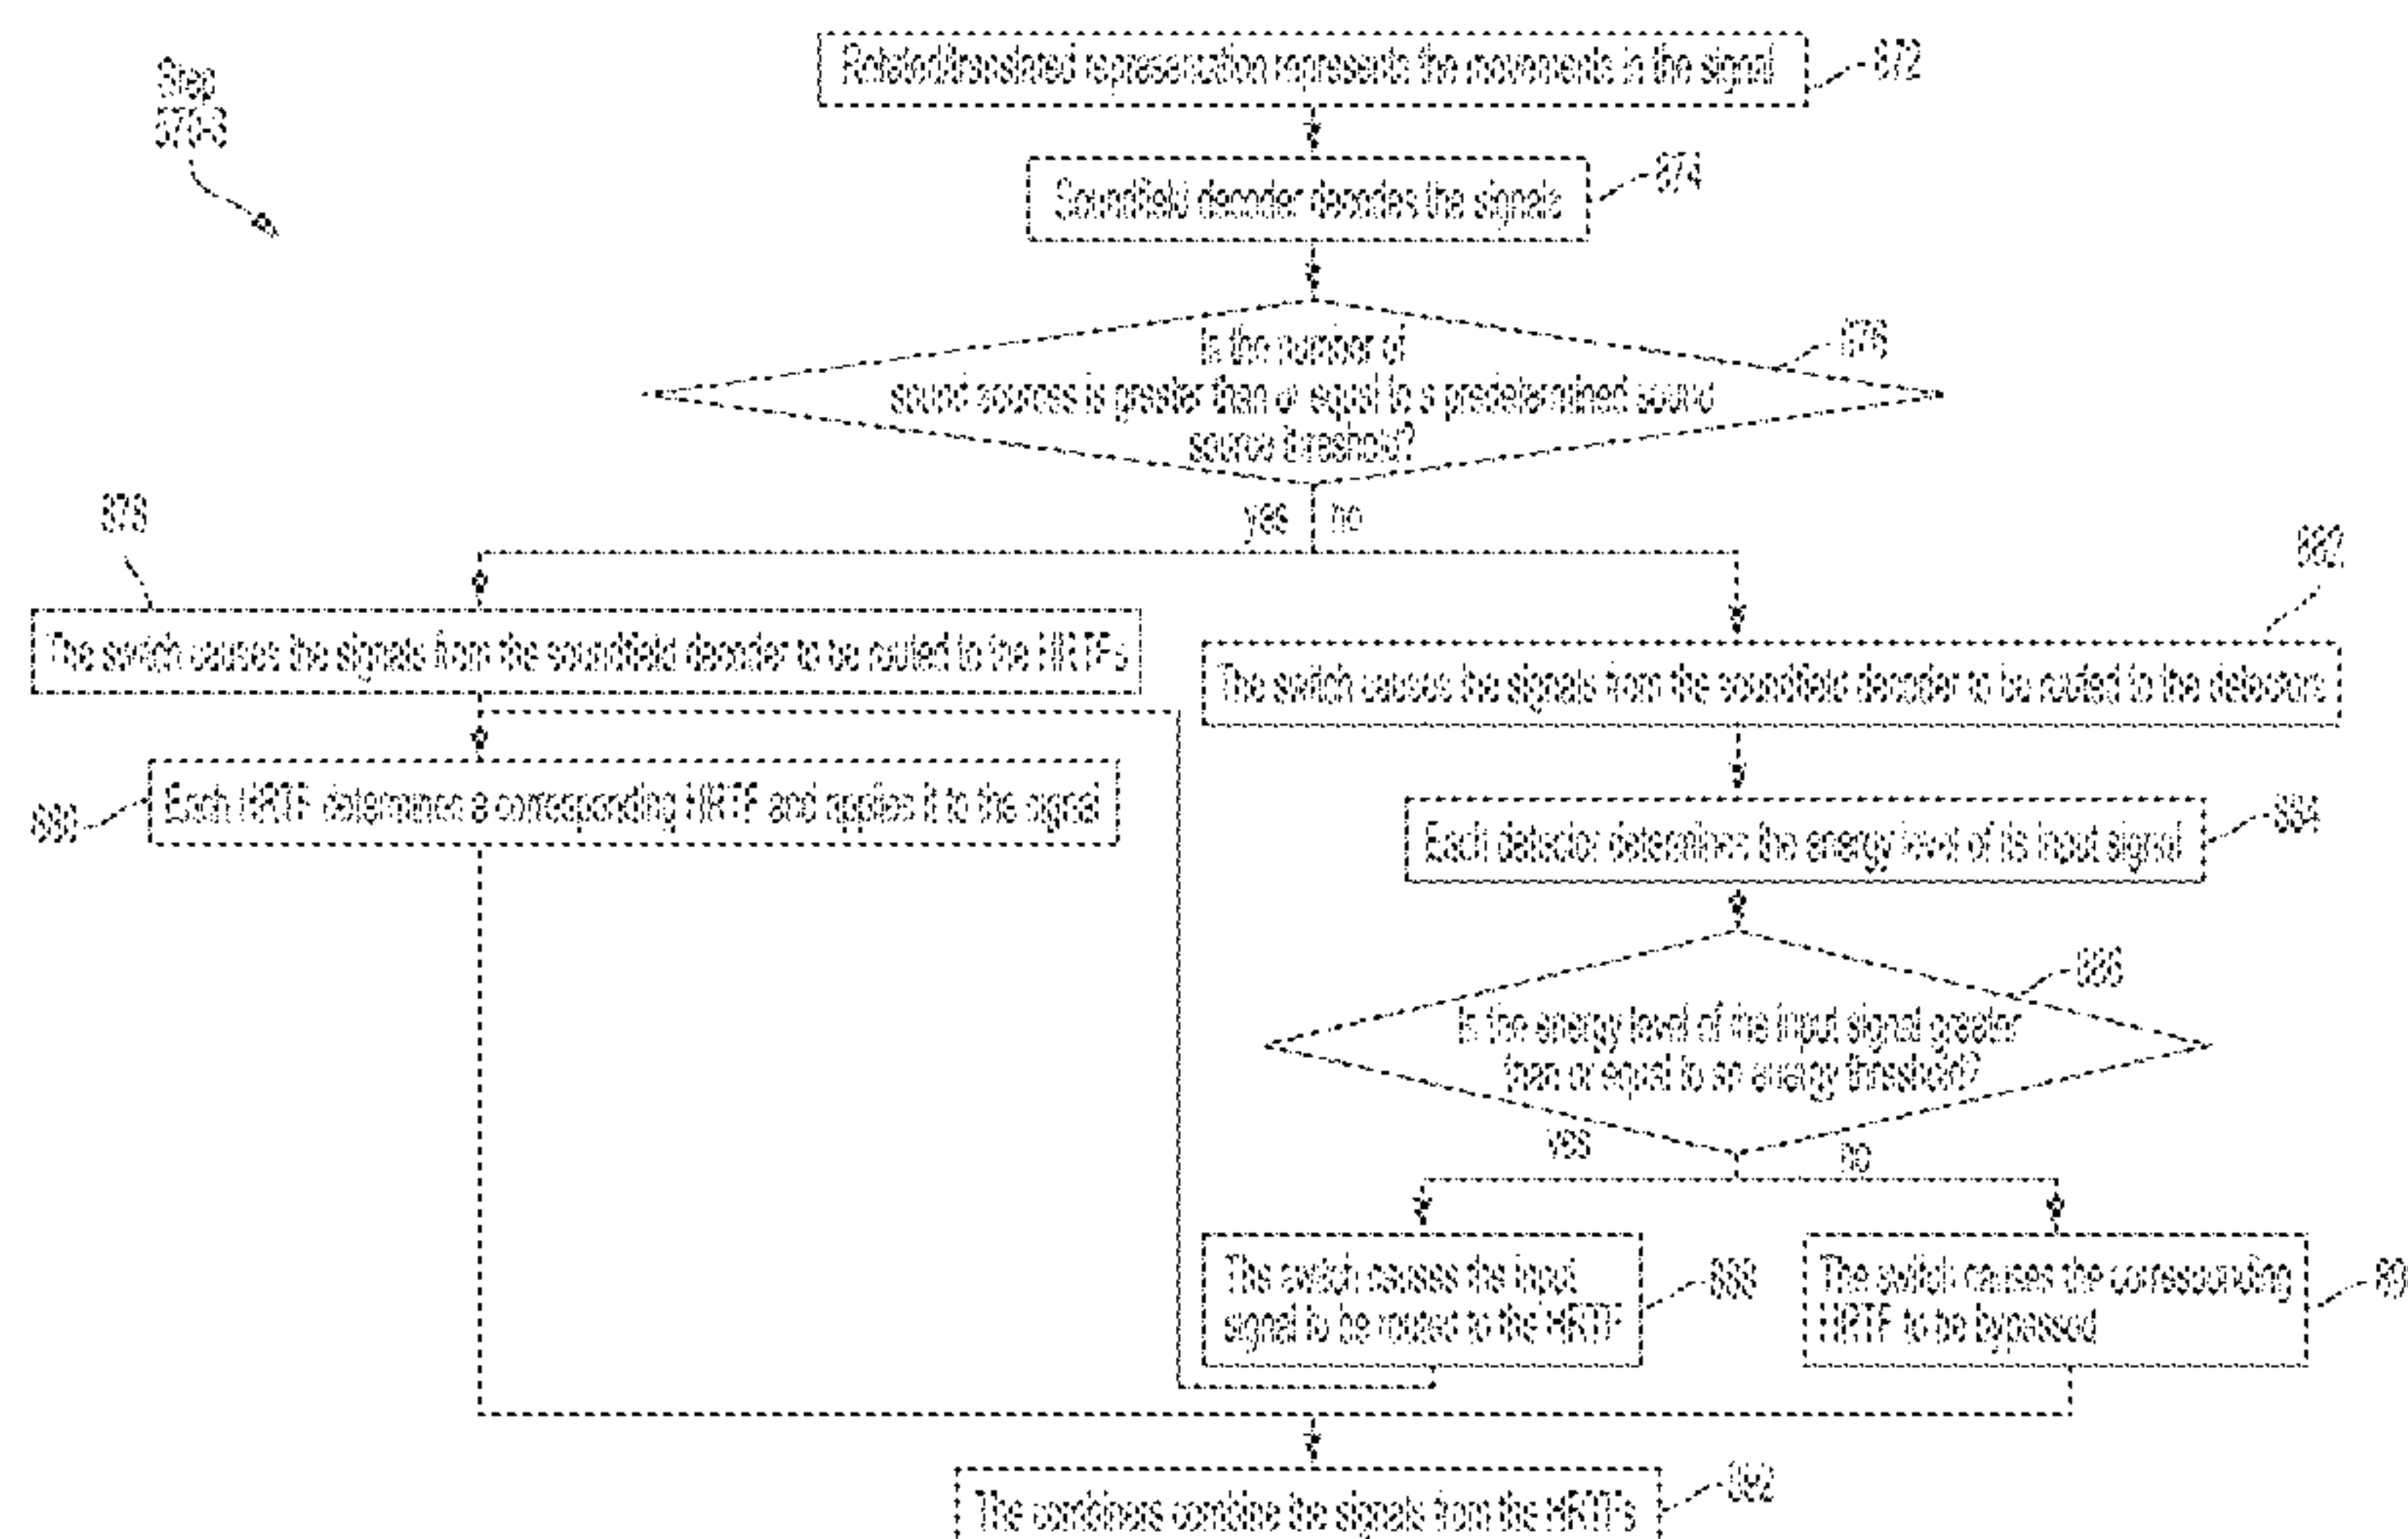 Rotated/translated representation represents the movements in the signal
872
Step
870-3
Soundfield decoder decodes the signals
874
Is the number of
sound sources is greater than or equal to a predetermined sound
source threshold?
876
yes
no
878
882
The switch causes the signals from the soundfield decoder to be routed to the HRTFs
The switch causes the signals from the soundfield decoder to be routed to the detectors
880
Each HRTF determines a corresponding HRTF and applies it to the signal
Each detector determines the energy level of its input signal
884
886
Is the energy level of the input signal greater
than or equal to an energy threshold?
yes
no
The switch causes the input
signal to be routed to the HRTF
888
The switch causes the corresponding
HRTF to be bypassed
89
The combiners combine the signals from the HRTFs
892